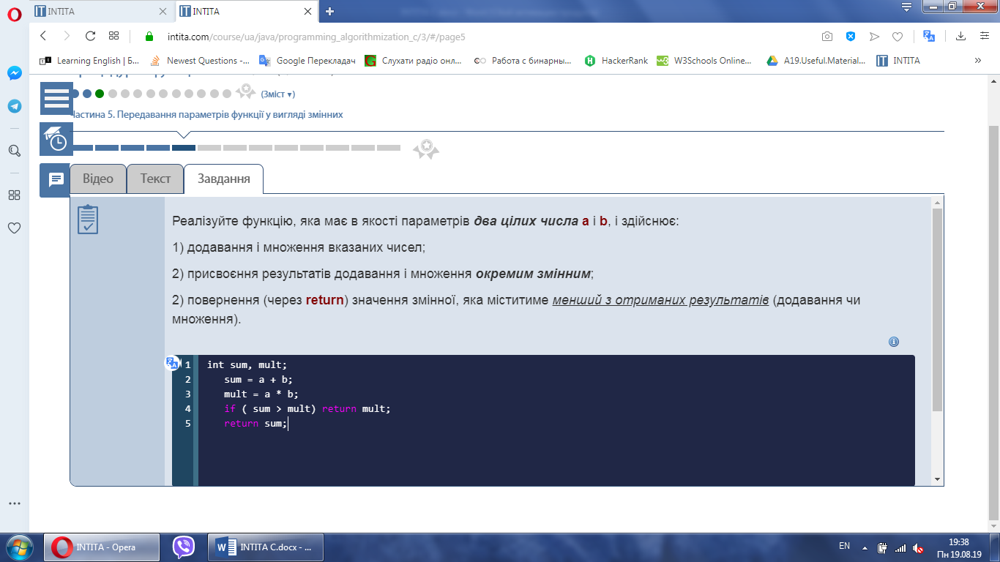 INTITA
INTITA
intita.com/course/ua/java/programming_algorithmization_c/3/#/page5
Learning English | Б...
Newest Questions -...
Google Перекладач
Слухати радіо онл...
Работа с бинарны...
HackerRank
W3Schools Online...
A19.Useful.Material...
INTITA
(Зміст ▾)
Частина 5. Передавання параметрів функції у вигляді змінних
Відео
Текст
Завдання
Реалізуйте функцію, яка має в якості параметрів два цілих числа a і b, і здійснює:
1) додавання і множення вказаних чисел;
2) присвоєння результатів додавання і множення окремим змінним;
2) повернення (через return) значення змінної, яка міститиме менший з отриманих результатів (додавання чи
множення).
1 int sum, mult;
2 sum = a + b;
3 mult = a * b;
4 if ( sum > mult) return mult;
5 return sum;
INTITA - Opera
INTITA C.docx - ...
EN
19:38
Пн 19.08.19